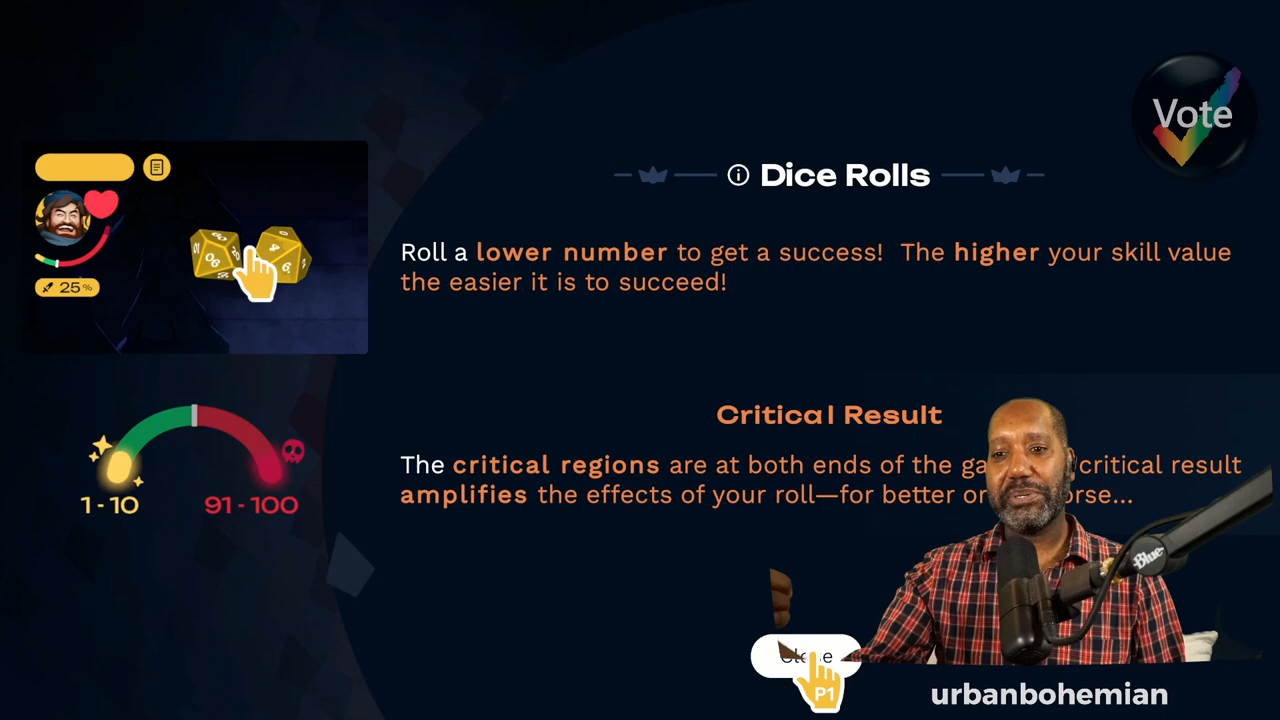 Vote
Dice Rolls
25%
Roll a lower number to get a success! The higher your skill value
the easier it is to succeed!
1 - 10
91 - 100
Critical Result
The critical regions are at both ends of the critical result
amplifies the effects of your roll—for better or
Blue
P1
urbanbohemian